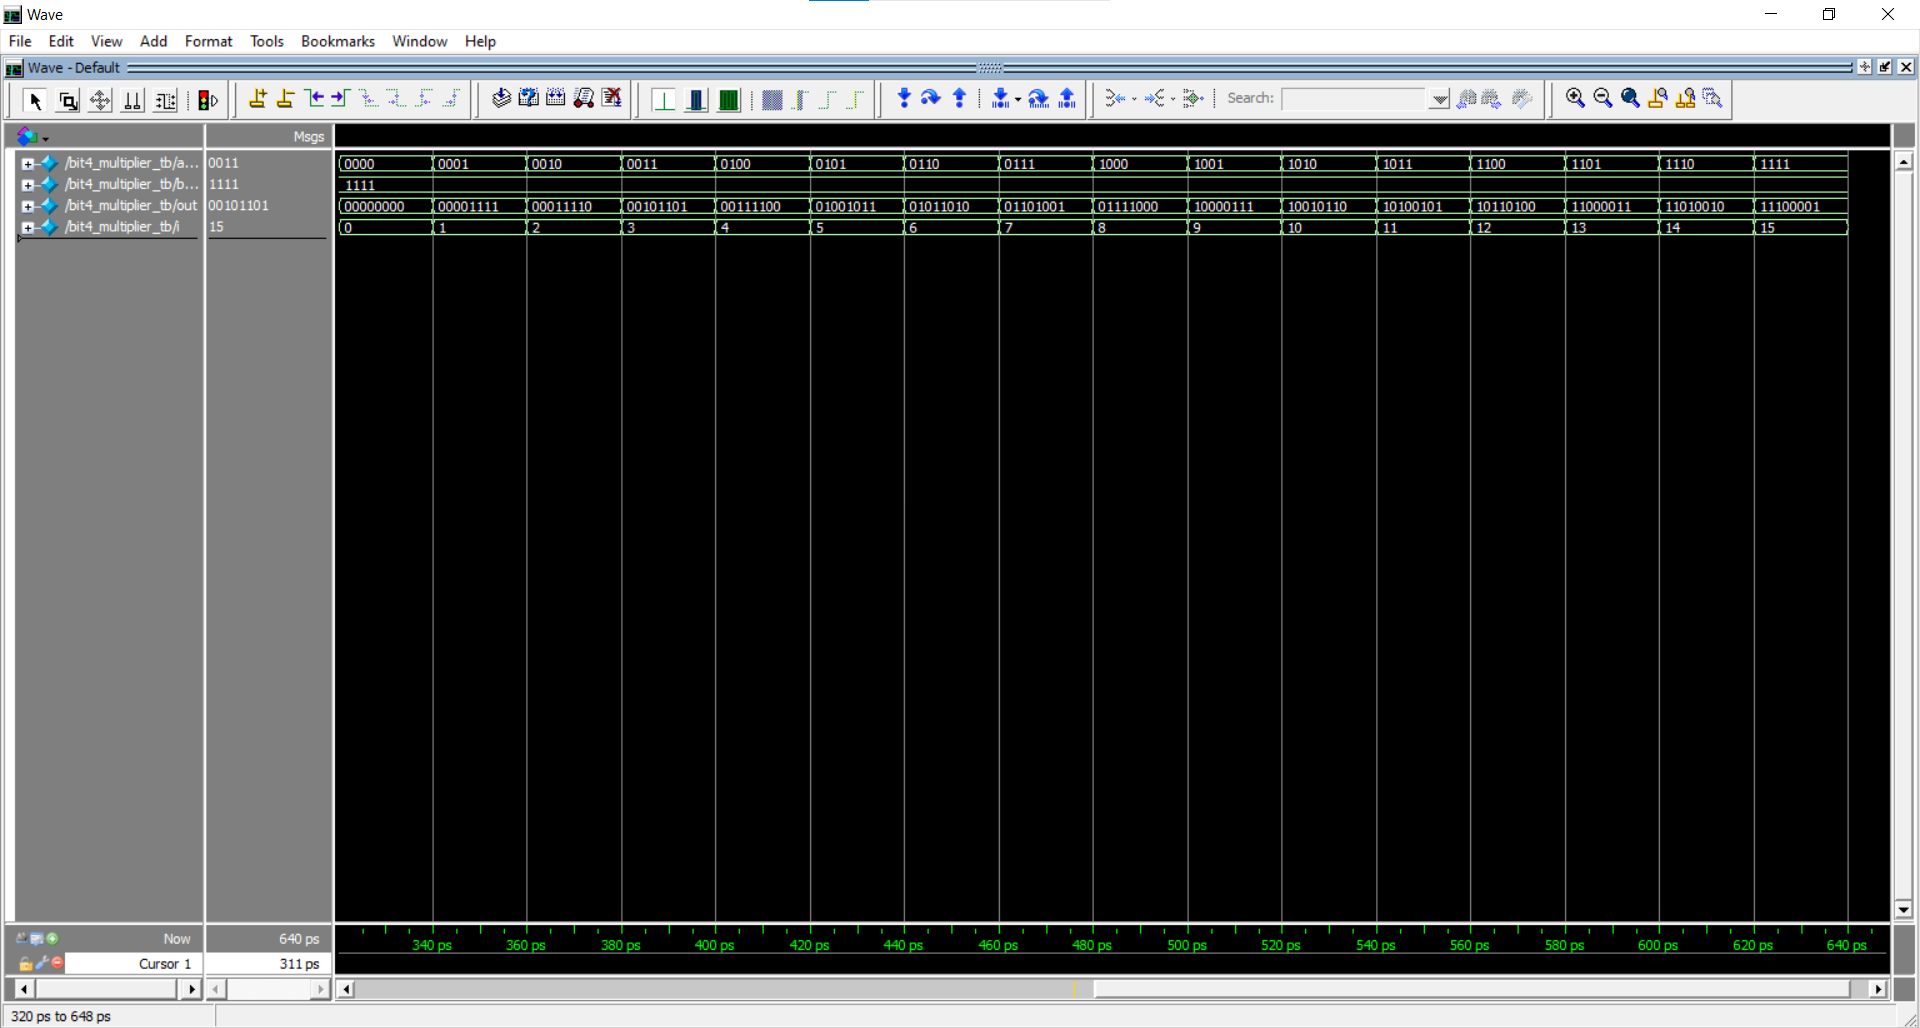 Wave
File Edit View Add Format Tools Bookmarks Window Help
Wave - Default
Search:
Msgs
/bit4_multiplier_tb/a... 0011 0000 0001 0010 0011 0100 0101 0110 0111 1000 1001 1010 1011 1100 1101 1110 1111
/bit4_multiplier_tb/b... 1111 1111
/bit4_multiplier_tb/out 00101101 00000000 00001111 00011110 00101101 00111100 01001011 01011010 01101001 01111000 10000111 10010110 10100101 10110100 11000011 11010010 11100001
/bit4_multiplier_tb/i 15 0 1 2 3 4 5 6 7 8 9 10 11 12 13 14 15
Now 640 ps 340 ps 360 ps 380 ps 400 ps 420 ps 440 ps 460 ps 480 ps 500 ps 520 ps 540 ps 560 ps 580 ps 600 ps 620 ps 640 ps
Cursor 1 311 ps
320 ps to 648 ps